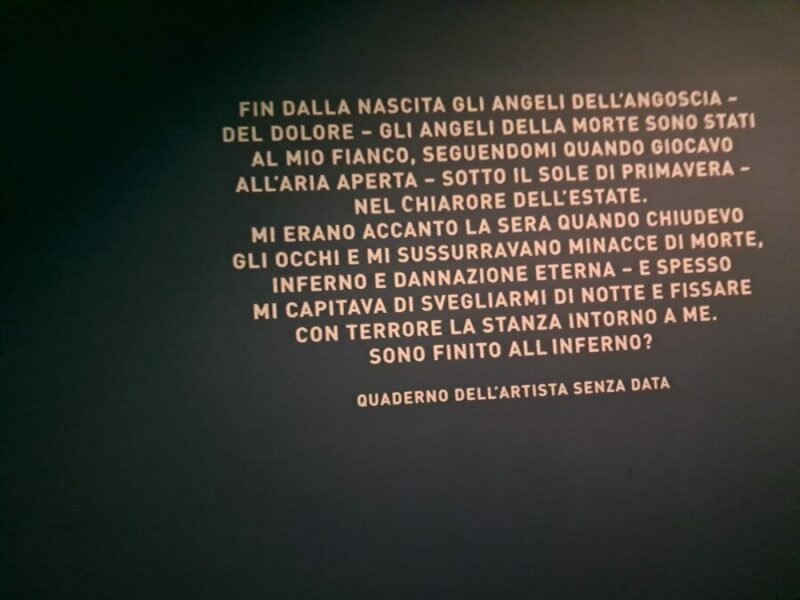 FIN DALLA NASCITA GLI ANGELI DELL'ANGOSCIA –
DEL DOLORE – GLI ANGELI DELLA MORTE SONO STATI
AL MIO FIANCO, SEGUENDOMI QUANDO GIOCAVO
ALL'ARIA APERTA – SOTTO IL SOLE DI PRIMAVERA –
NEL CHIARORE DELL'ESTATE.
MI ERANO ACCANTO LA SERA QUANDO CHIUDEVO
GLI OCCHI E MI SUSSURRAVANO MINACCE DI MORTE,
INFERNO E DANNAZIONE ETERNA – E SPESSO
MI CAPITAVA DI SVEGLIARMI DI NOTTE E FISSARE
CON TERRORE LA STANZA INTORNO A ME.
SONO FINITO ALL INFERNO?
QUADERNO DELL'ARTISTA SENZA DATA